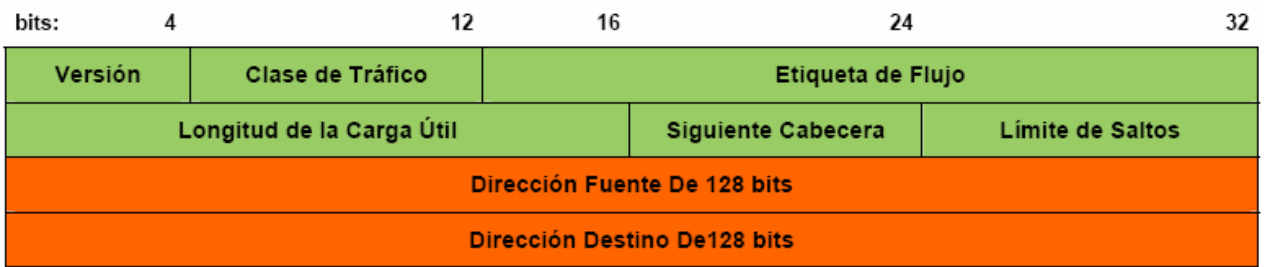 bits: 4 12 16 24 32
Versión Clase de Tráfico Etiqueta de Flujo
Longitud de la Carga Útil Siguiente Cabecera Límite de Saltos
Dirección Fuente De 128 bits
Dirección Destino De128 bits